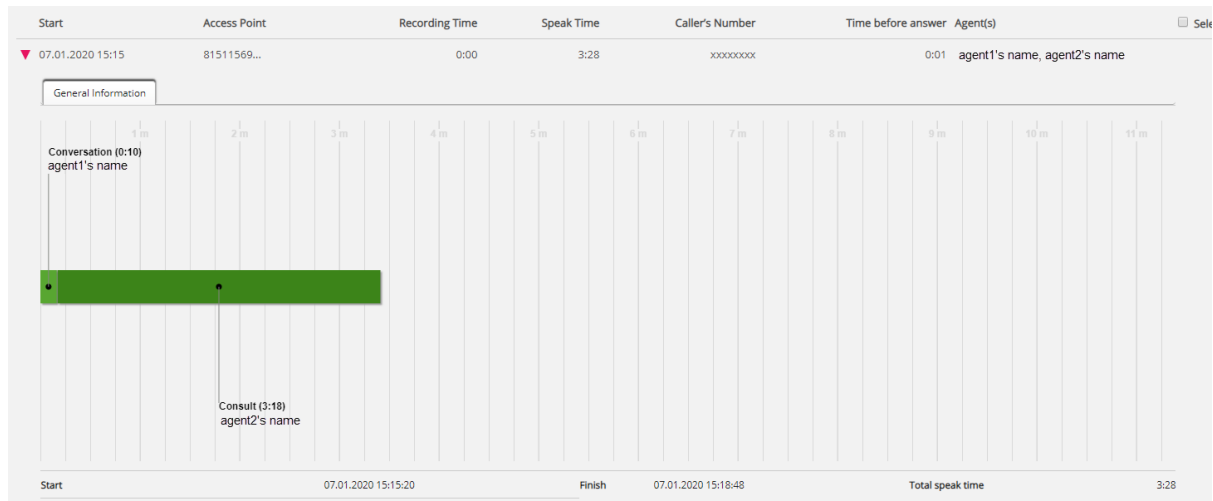 Start Access Point Recording Time Speak Time Caller's Number Time before answer Agent(s) Sele
07.01.2020 15:15 81511569... 0:00 3:28 xxxxxxxx 0:01 agent1's name, agent2's name
General Information
1 m 2 m 3 m 4 m 5 m 6 m 7 m 8 m 9 m 10 m 11 m
Conversation (0:10)
agent1's name
Consult (3:18)
agent2's name
Start 07.01.2020 15:15:20 Finish 07.01.2020 15:18:48 Total speak time 3:28